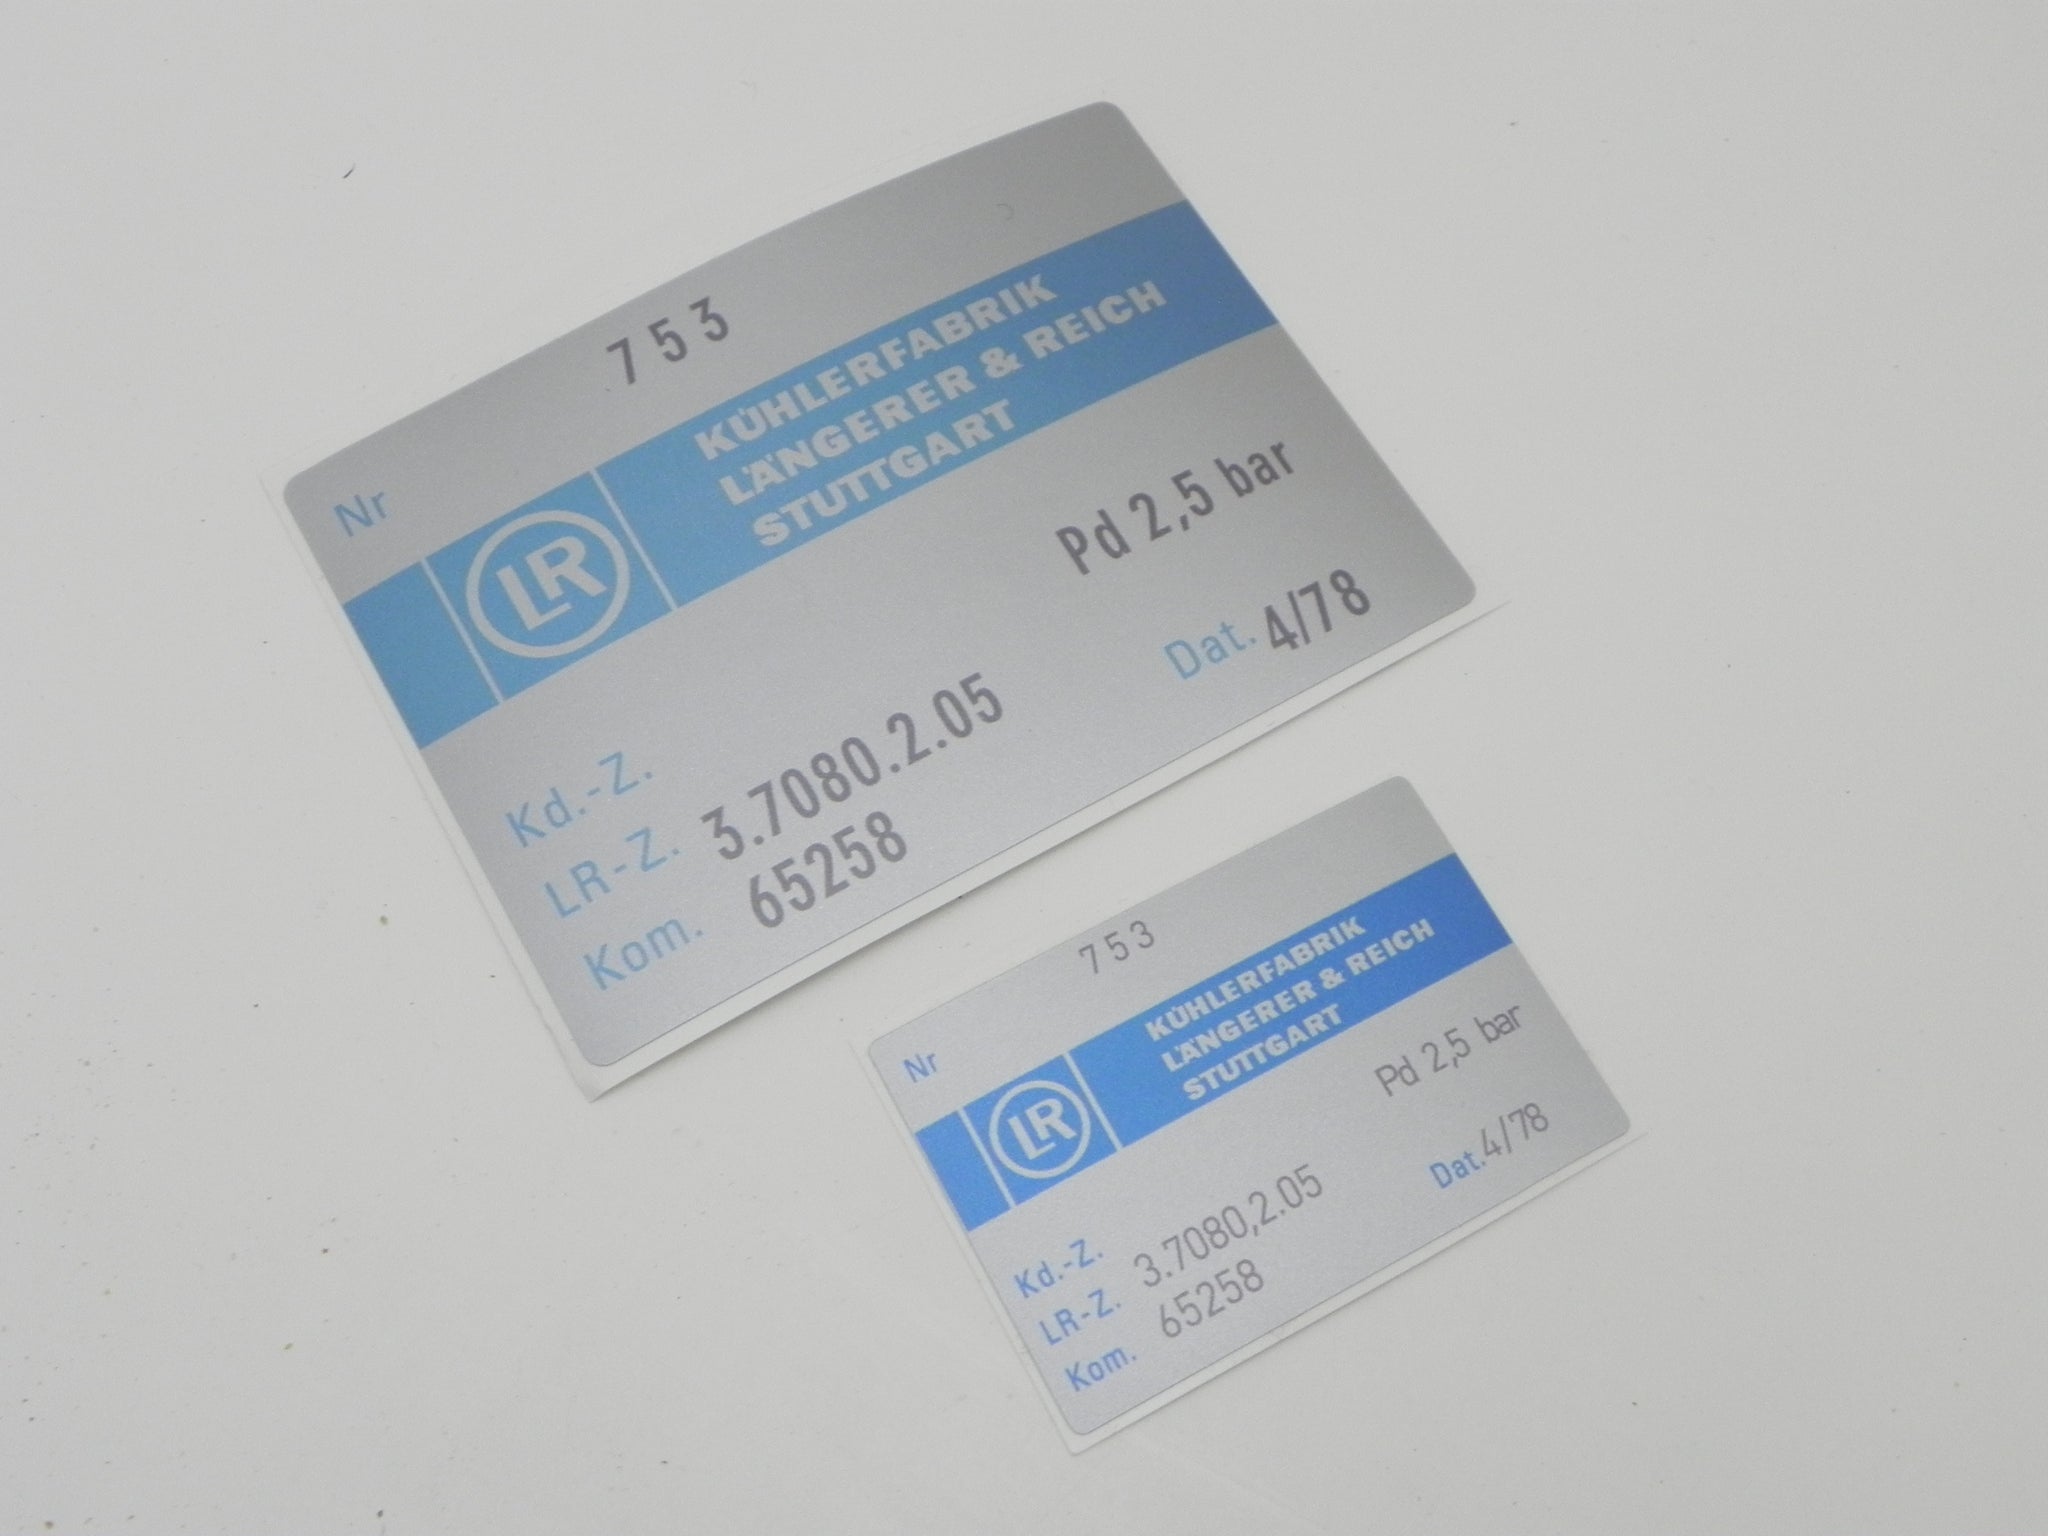 Nr 753
LR
KÜHLERFABRIK
LÄNGERER & REICH
STUTTGART
Pd 2,5 bar
Kd.-Z.
LR-Z. 3.7080.2.05
Dat. 4/78
Kom. 65258
Nr 753
LR
KÜHLERFABRIK
LÄNGERER & REICH
STUTTGART
Pd 2,5 bar
Kd.-Z.
LR-Z. 3.7080,2.05
Dat. 4/78
Kom. 65258